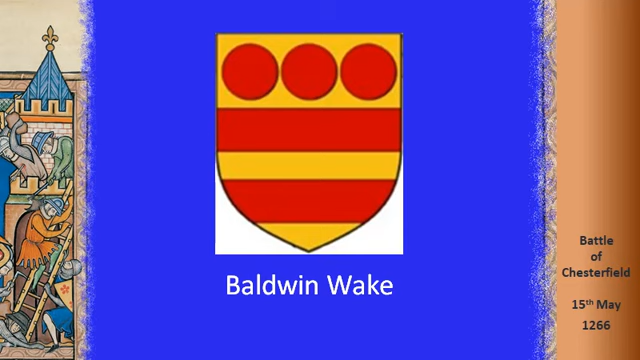 Baldwin Wake
Battle
of
Chesterfield
15th May
1266